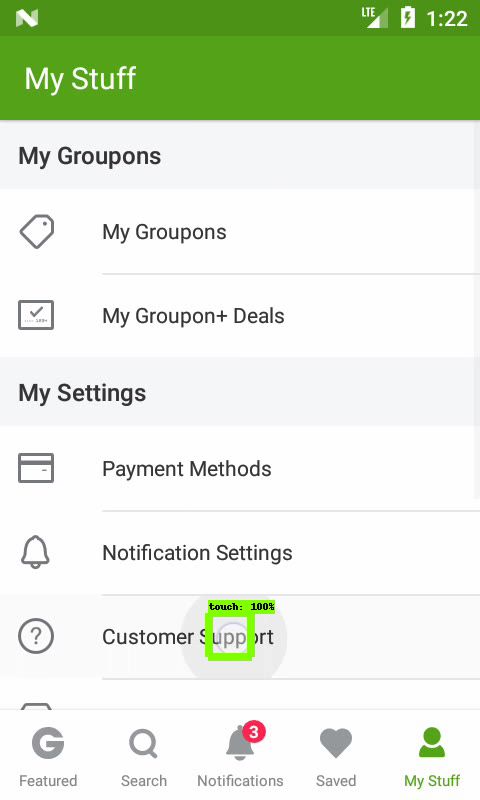 LTE 1:22
My Stuff
My Groupons
My Groupons
My Groupon+ Deals
My Settings
Payment Methods
Notification Settings
touch: 100%
Customer Support
3
Featured
Search
Notifications
Saved
My Stuff